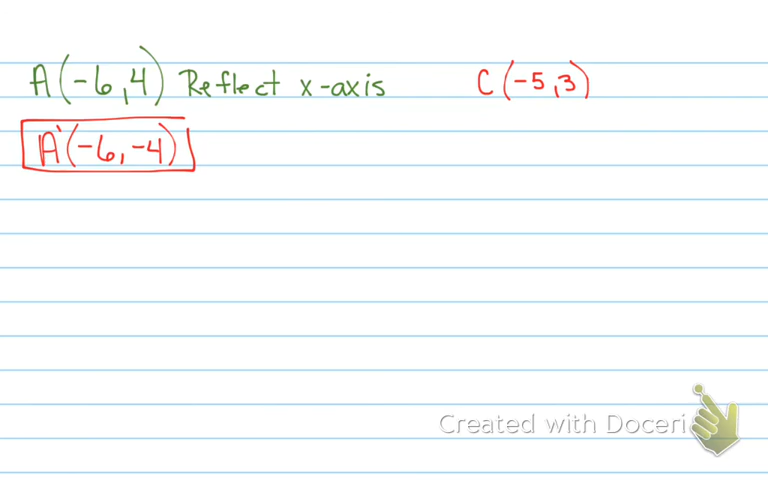 A(-6,4) Reflect x-axis
C(-5,3)
A'(-6,-4)
Created with Doceri